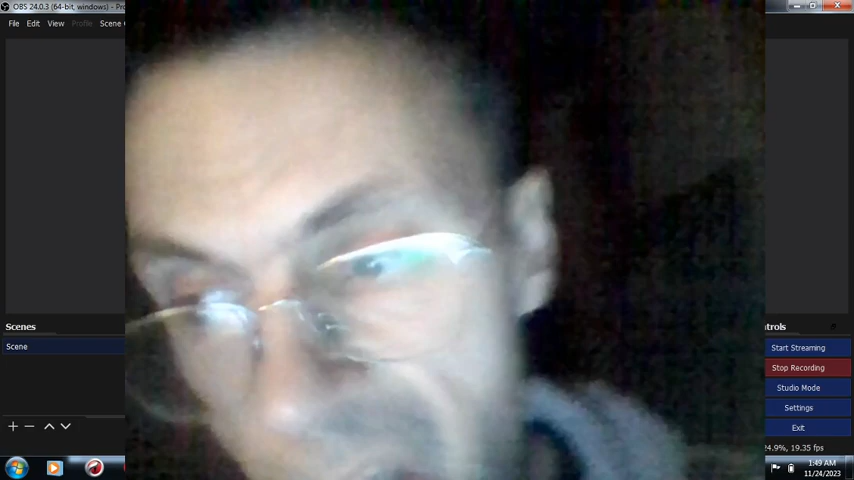 OBS 24.0.3 (64-bit, windows) - Pro
File Edit View Profile Scene
Scenes
Scene
Start Streaming
Stop Recording
Studio Mode
Settings
Exit
24.9%, 19.35 fps
1:49 AM
11/24/2023